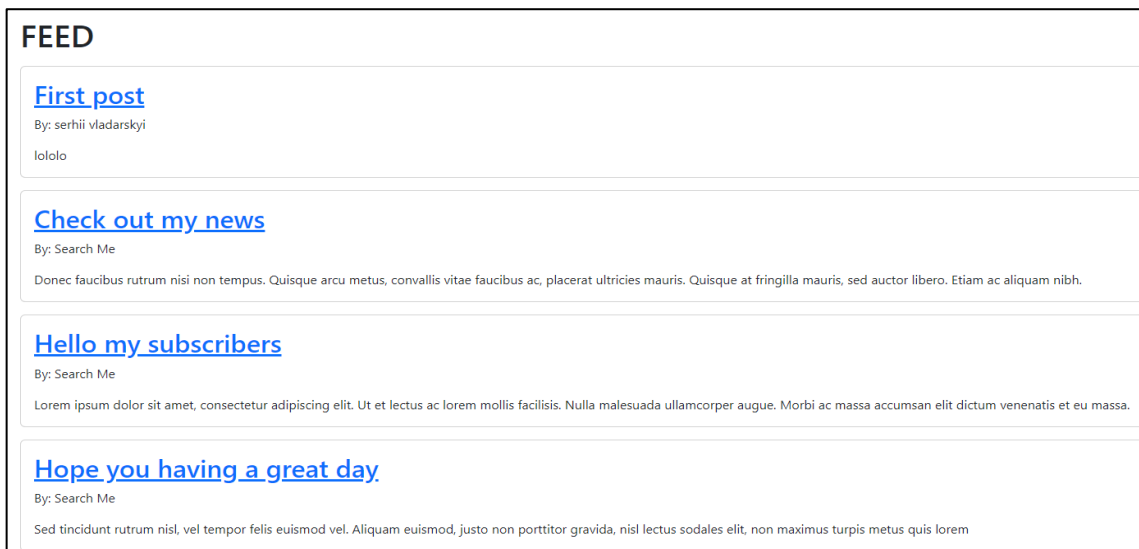 FEED
First post
By: serhii vladarskyi
lololo
Check out my news
By: Search Me
Donec faucibus rutrum nisi non tempus. Quisque arcu metus, convallis vitae faucibus ac, placerat ultricies mauris. Quisque at fringilla mauris, sed auctor libero. Etiam ac aliquam nibh.
Hello my subscribers
By: Search Me
Lorem ipsum dolor sit amet, consectetur adipiscing elit. Ut et lectus ac lorem mollis facilisis. Nulla malesuada ullamcorper augue. Morbi ac massa accumsan elit dictum venenatis et eu massa.
Hope you having a great day
By: Search Me
Sed tincidunt rutrum nisl, vel tempor felis euismod vel. Aliquam euismod, justo non porttitor gravida, nisl lectus sodales elit, non maximus turpis metus quis lorem